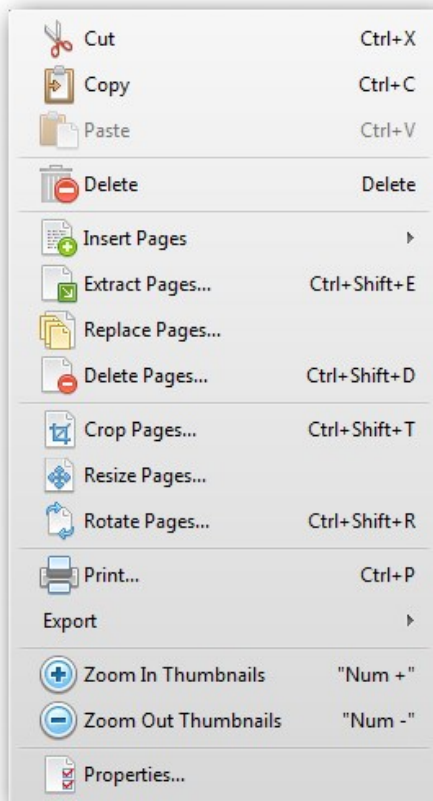 Cut Ctrl+X
Copy Ctrl+C
Paste Ctrl+V
Delete Delete
Insert Pages
Extract Pages... Ctrl+Shift+E
Replace Pages...
Delete Pages... Ctrl+Shift+D
Crop Pages... Ctrl+Shift+T
Resize Pages...
Rotate Pages... Ctrl+Shift+R
Print... Ctrl+P
Export
Zoom In Thumbnails "Num +"
Zoom Out Thumbnails "Num -"
Properties...